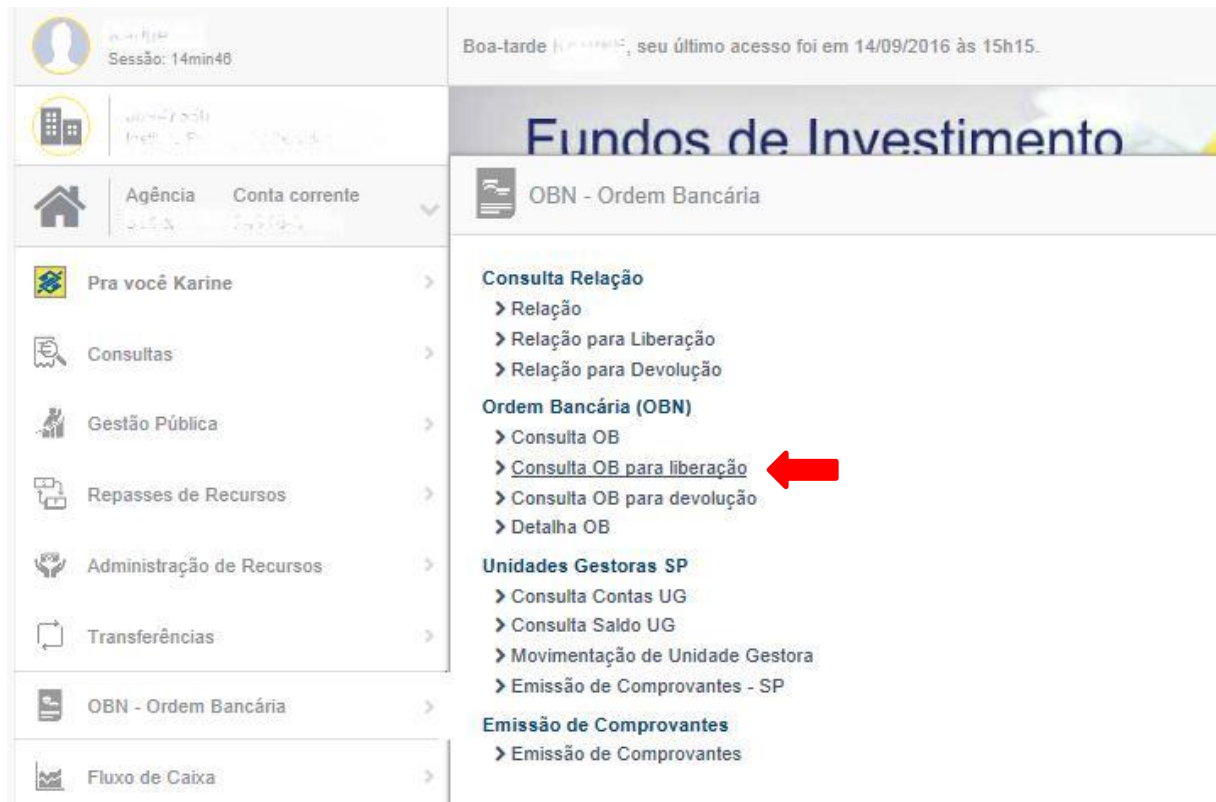 Sessão: 14min46
Boa-tarde , seu último acesso foi em 14/09/2016 às 15h15.
Fundos de Investimento
Agência Conta corrente
OBN - Ordem Bancária
Pra você Karine
Consultas
Gestão Pública
Repasses de Recursos
Administração de Recursos
Transferências
OBN - Ordem Bancária
Fluxo de Caixa
Consulta Relação
Relação
Relação para Liberação
Relação para Devolução
Ordem Bancária (OBN)
Consulta OB
Consulta OB para liberação
Consulta OB para devolução
Detalha OB
Unidades Gestoras SP
Consulta Contas UG
Consulta Saldo UG
Movimentação de Unidade Gestora
Emissão de Comprovantes - SP
Emissão de Comprovantes
Emissão de Comprovantes